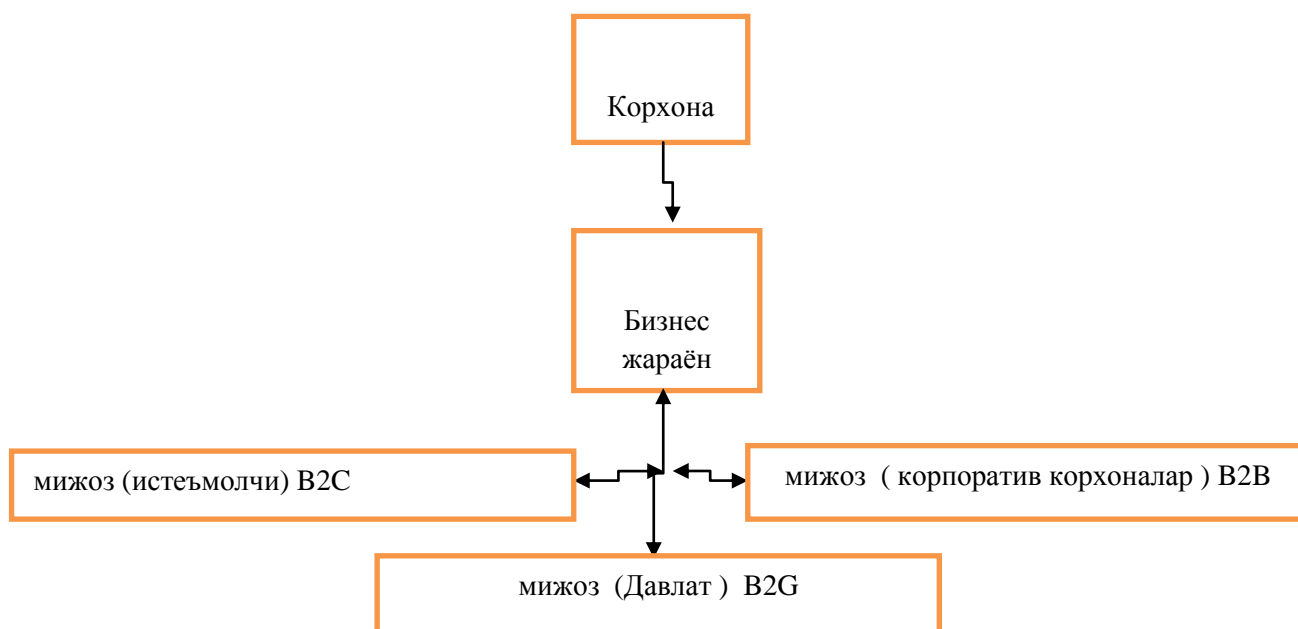 Корхона
Бизнес
жараён
мижоз (истеъмолчи) B2C
мижоз ( корпоратив корхоналар ) B2B
мижоз (Давлат ) B2G